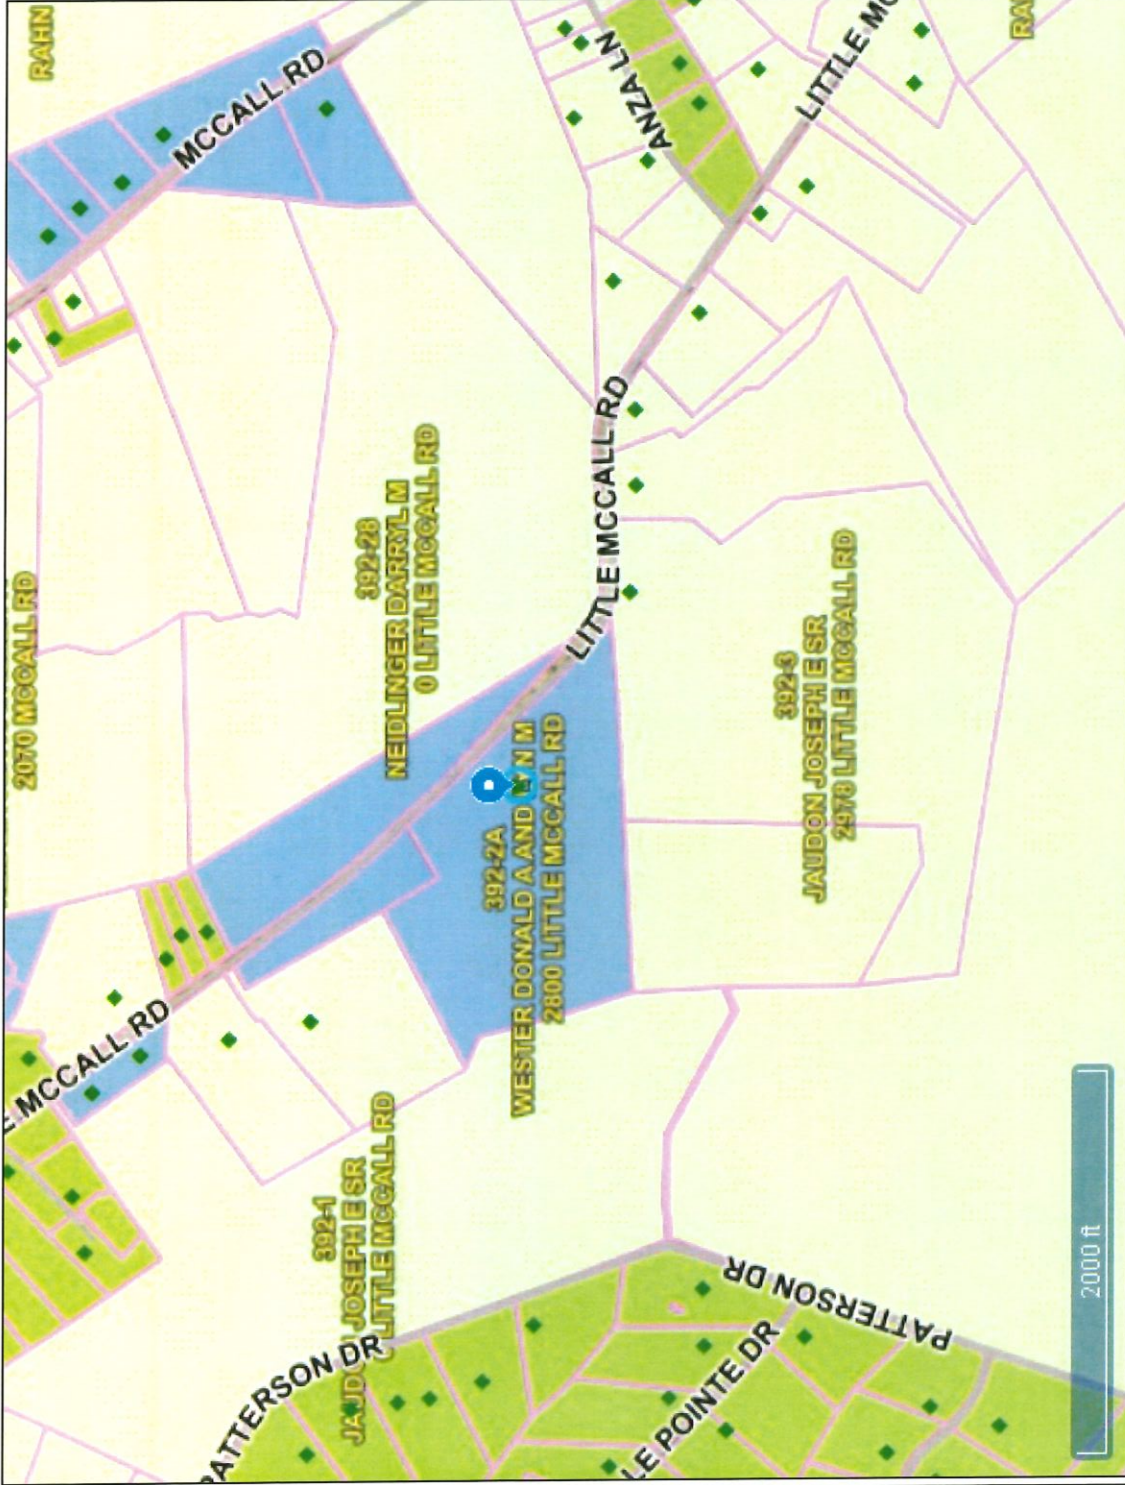 RAHN
MCCALL RD
ANZA LN
LITTLE MC
RA
2070 MCCALL RD
392-28
NEIDLINGER DARRYL M
0 LITTLE MCCALL RD
LITTLE MCCALL RD
392-2A
WESTER DONALD A AND N M
2800 LITTLE MCCALL RD
392-3
JAUDON JOSEPH E SR
2978 LITTLE MCCALL RD
E MCCALL RD
392-1
JAUD JOSEPH E SR
LITTLE MCCALL RD
PATTERSON DR
PATTERSON DR
LE POINTE DR
2000 ft